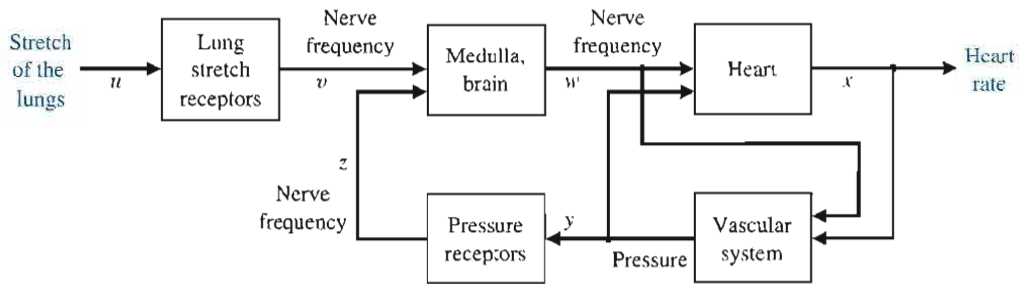 Stretch
of the
lungs
u
Lung
stretch
receptors
Nerve
frequency
v
Medulla,
brain
Nerve
frequency
w
Heart
x
Heart
rate
z
Nerve
frequency
Pressure
receptors
y
Pressure
Vascular
system